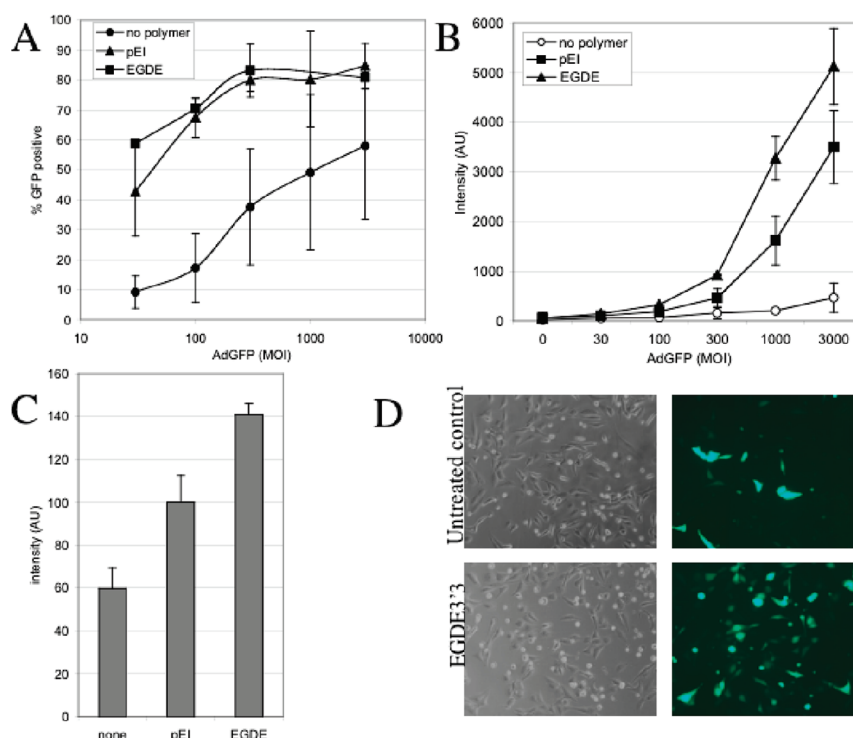 A
no polymer
pEI
EGDE
100
90
80
70
60
50
40
30
20
10
0
% GFP positive
10
100
1000
10000
AdGFP (MOI)
B
no polymer
pEI
EGDE
6000
5000
4000
3000
2000
1000
0
Intensity (AU)
0
30
100
300
1000
3000
AdGFP (MOI)
C
160
140
120
100
80
60
40
20
0
intensity (AU)
none
pEI
EGDE
D
Untreated control
EGDE3'3